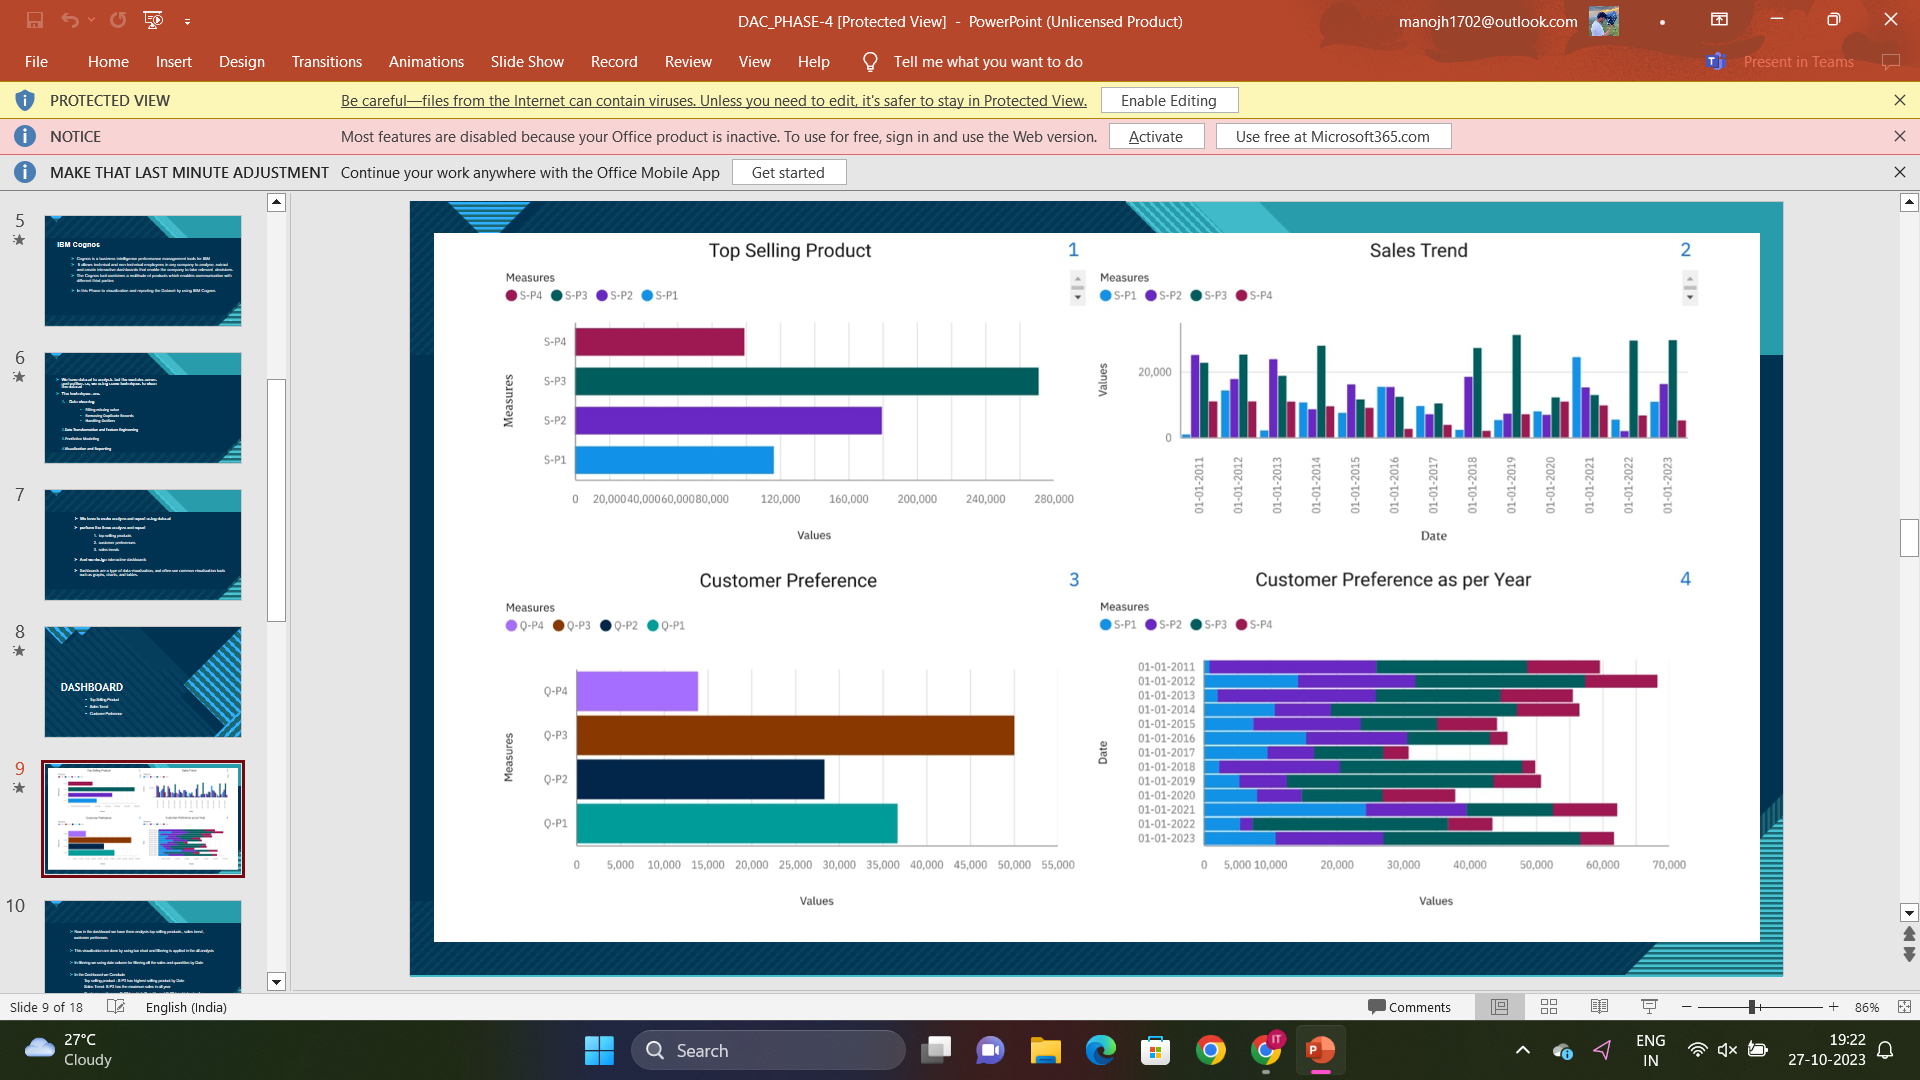 DAC_PHASE-4 [Protected View] - PowerPoint (Unlicensed Product)
manojh1702@outlook.com
File Home Insert Design Transitions Animations Slide Show Record Review View Help Tell me what you want to do
Present in Teams
PROTECTED VIEW Be careful—files from the Internet can contain viruses. Unless you need to edit, it's safer to stay in Protected View. Enable Editing
NOTICE Most features are disabled because your Office product is inactive. To use for free, sign in and use the Web version. Activate Use free at Microsoft365.com
MAKE THAT LAST MINUTE ADJUSTMENT Continue your work anywhere with the Office Mobile App Get started
5
IBM Cognos
6
7
8
DASHBOARD
Top Selling Product
Sales Trend
Customer Preference
9
10
Top Selling Product 1
Measures
S-P4 S-P3 S-P2 S-P1
Measures
S-P4
S-P3
S-P2
S-P1
0 20,000 40,000 60,000 80,000 120,000 160,000 200,000 240,000 280,000
Values
Sales Trend 2
Measures
S-P1 S-P2 S-P3 S-P4
Values
20,000
0
01-01-2011 01-01-2012 01-01-2013 01-01-2014 01-01-2015 01-01-2016 01-01-2017 01-01-2018 01-01-2019 01-01-2020 01-01-2021 01-01-2022 01-01-2023
Date
Customer Preference 3
Measures
Q-P4 Q-P3 Q-P2 Q-P1
Measures
Q-P4
Q-P3
Q-P2
Q-P1
0 5,000 10,000 15,000 20,000 25,000 30,000 35,000 40,000 45,000 50,000 55,000
Values
Customer Preference as per Year 4
Measures
S-P1 S-P2 S-P3 S-P4
Date
01-01-2011
01-01-2012
01-01-2013
01-01-2014
01-01-2015
01-01-2016
01-01-2017
01-01-2018
01-01-2019
01-01-2020
01-01-2021
01-01-2022
01-01-2023
0 5,000 10,000 20,000 30,000 40,000 50,000 60,000 70,000
Values
Slide 9 of 18 English (India) Comments 86%
27°C
Cloudy
Search
ENG
IN
19:22
27-10-2023